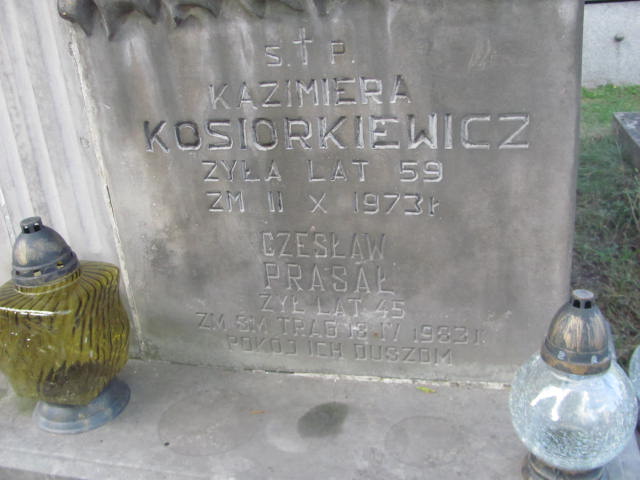 Ś. † P.
KAZIMIERA
KOSIORKIEWICZ
ŻYŁA LAT 59
ZM 11 X 1973 r
CZESŁAW
PRASAŁ
ŻYŁ LAT 45
ZM ŚM TRAG 18 IV 1983 r
POKÓJ ICH DUSZOM